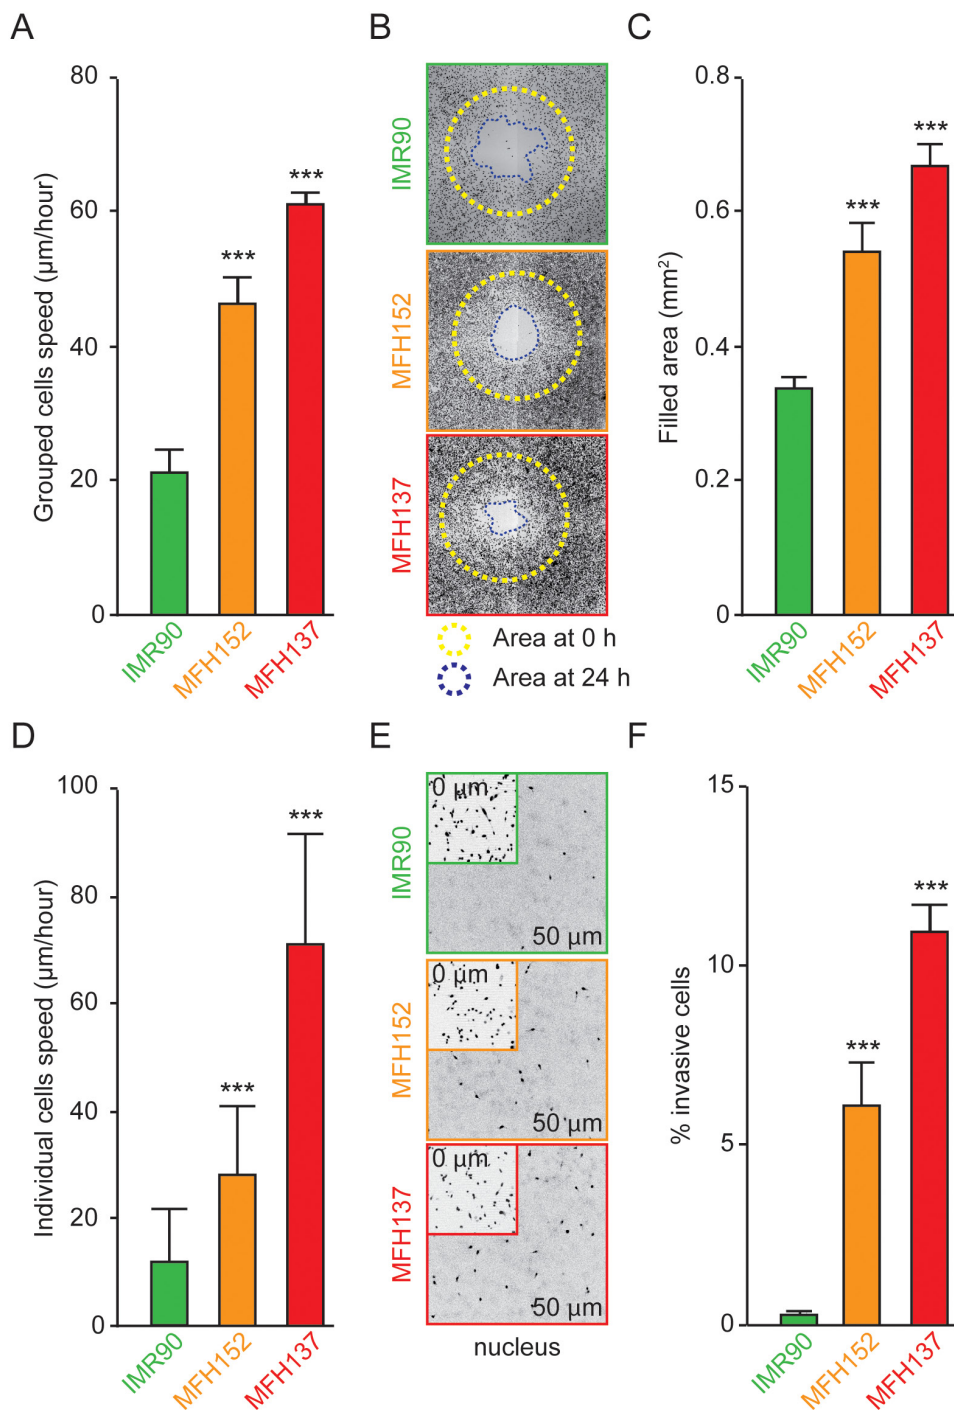 A
Grouped cells speed (µm/hour)
80
60
40
20
0
***
***
IMR90
MFH152
MFH137
B
IMR90
MFH152
MFH137
Area at 0 h
Area at 24 h
C
Filled area (mm²)
0.8
0.6
0.4
0.2
0
***
***
IMR90
MFH152
MFH137
D
Individual cells speed (µm/hour)
100
80
60
40
20
0
***
***
IMR90
MFH152
MFH137
E
IMR90
0 µm
50 µm
MFH152
0 µm
50 µm
MFH137
0 µm
50 µm
nucleus
F
% invasive cells
15
10
5
0
***
***
IMR90
MFH152
MFH137